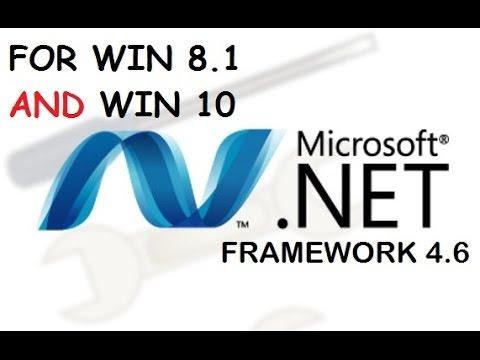 FOR WIN 8.1
AND WIN 10
Microsoft®
™ .NET
FRAMEWORK 4.6